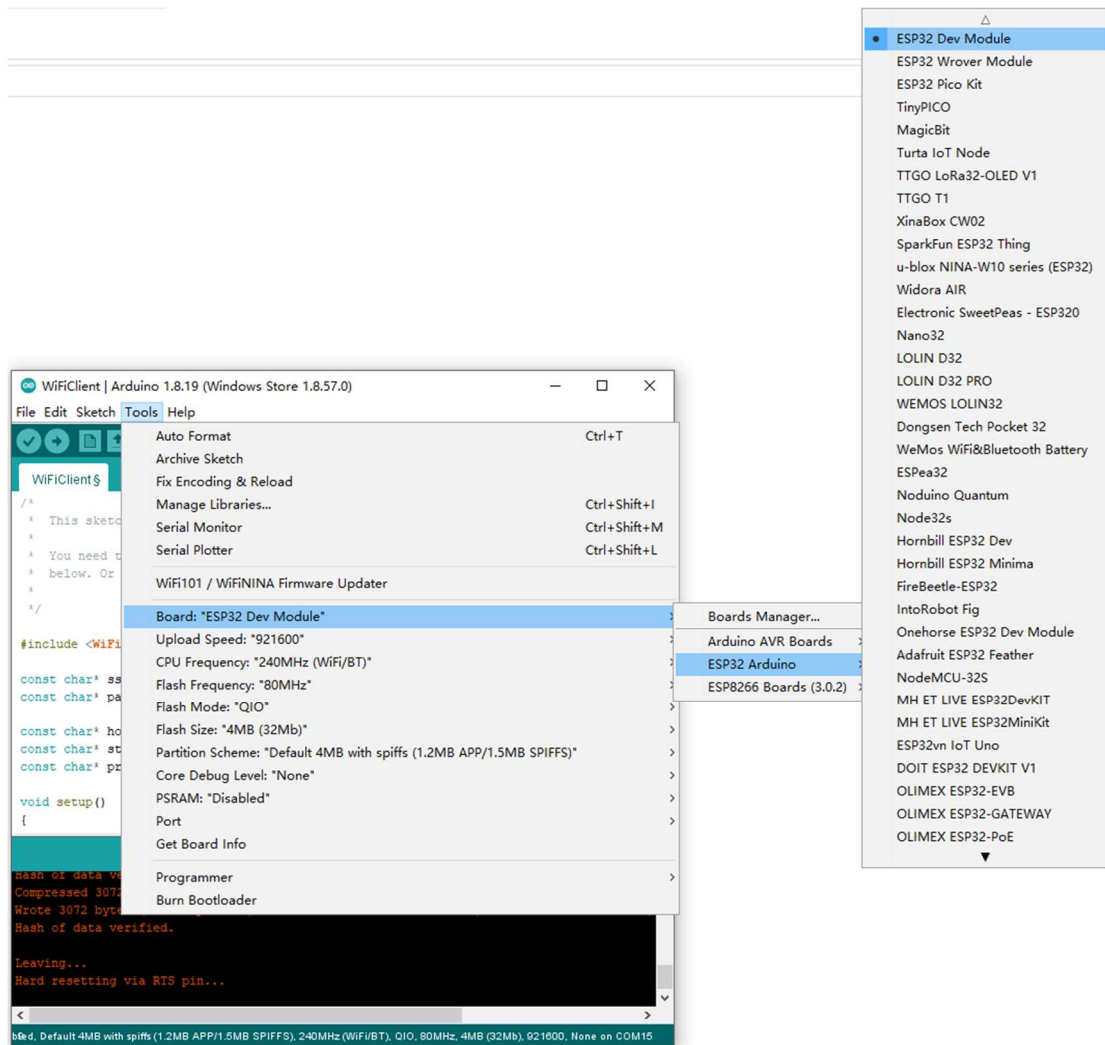 WiFiClient | Arduino 1.8.19 (Windows Store 1.8.57.0)
File Edit Sketch Tools Help
WiFiClient§
/*
* This sketc
*
* You need t
* below. Or
*
*/
#include <WiFi
const char* ss
const char* pa
const char* ho
const char* st
const char* pr
void setup()
{
Auto Format Ctrl+T
Archive Sketch
Fix Encoding & Reload
Manage Libraries... Ctrl+Shift+I
Serial Monitor Ctrl+Shift+M
Serial Plotter Ctrl+Shift+L
WiFi101 / WiFiNINA Firmware Updater
Board: "ESP32 Dev Module"
Upload Speed: "921600"
CPU Frequency: "240MHz (WiFi/BT)"
Flash Frequency: "80MHz"
Flash Mode: "QIO"
Flash Size: "4MB (32Mb)"
Partition Scheme: "Default 4MB with spiffs (1.2MB APP/1.5MB SPIFFS)"
Core Debug Level: "None"
PSRAM: "Disabled"
Port
Get Board Info
Programmer
Burn Bootloader
Boards Manager...
Arduino AVR Boards
ESP32 Arduino
ESP8266 Boards (3.0.2)
ESP32 Dev Module
ESP32 Wrover Module
ESP32 Pico Kit
TinyPICO
MagicBit
Turta IoT Node
TTGO LoRa32-OLED V1
TTGO T1
XinaBox CW02
SparkFun ESP32 Thing
u-blox NINA-W10 series (ESP32)
Widora AIR
Electronic SweetPeas - ESP320
Nano32
LOLIN D32
LOLIN D32 PRO
WEMOS LOLIN32
Dongsen Tech Pocket 32
WeMos WiFi&Bluetooth Battery
ESPea32
Noduino Quantum
Node32s
Hornbill ESP32 Dev
Hornbill ESP32 Minima
FireBeetle-ESP32
IntoRobot Fig
Onehorse ESP32 Dev Module
Adafruit ESP32 Feather
NodeMCU-32S
MH ET LIVE ESP32DevKIT
MH ET LIVE ESP32MiniKit
ESP32vn IoT Uno
DOIT ESP32 DEVKIT V1
OLIMEX ESP32-EVB
OLIMEX ESP32-GATEWAY
OLIMEX ESP32-PoE
Hash of data ve
Compressed 3072
Wrote 3072 byte
Hash of data verified.
Leaving...
Hard resetting via RTS pin...
Default 4MB with spiffs (1.2MB APP/1.5MB SPIFFS), 240MHz (WiFi/BT), QIO, 80MHz, 4MB (32Mb), 921600, None on COM15